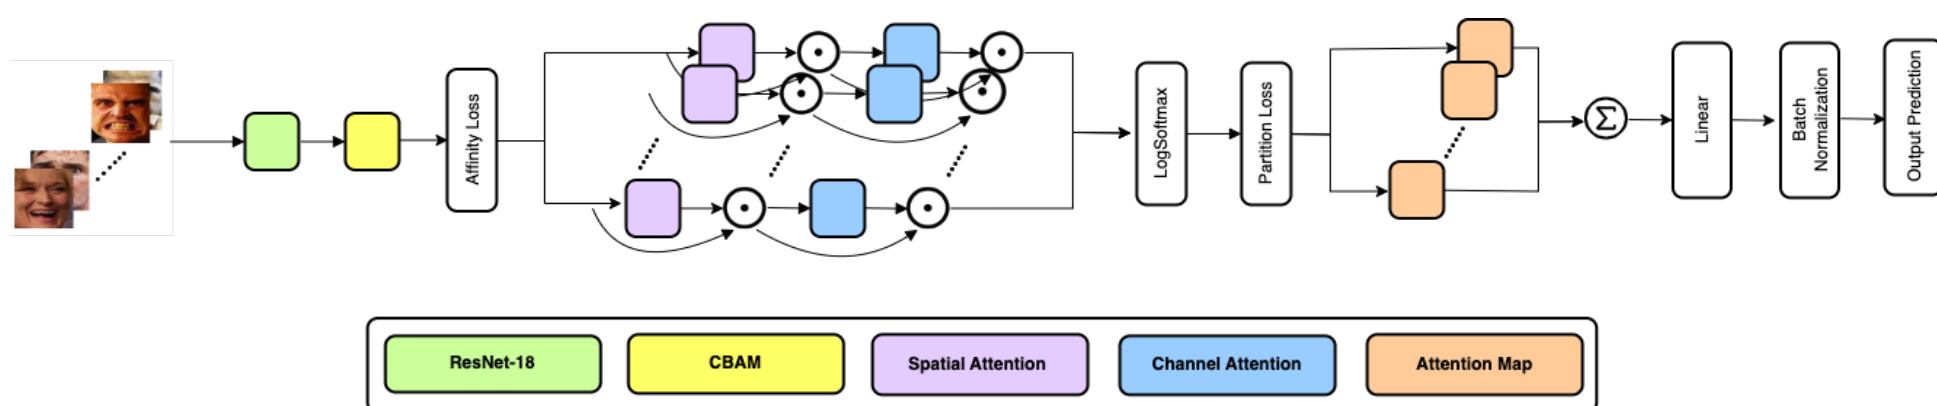 Affinity Loss
LogSoftmax
Partition Loss
Σ
Linear
Batch
Normalization
Output Prediction
ResNet-18
CBAM
Spatial Attention
Channel Attention
Attention Map